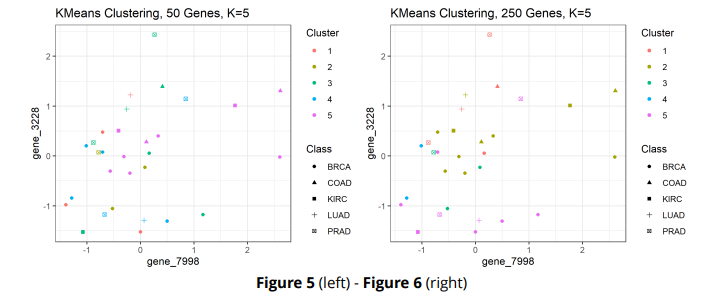 KMeans Clustering, 50 Genes, K=5
gene_3228
2
1
0
-1
-1
0
1
2
gene_7998
Cluster
1
2
3
4
5
Class
BRCA
COAD
KIRC
LUAD
PRAD
KMeans Clustering, 250 Genes, K=5
gene_3228
2
1
0
-1
-1
0
1
2
gene_7998
Cluster
1
2
3
4
5
Class
BRCA
COAD
KIRC
LUAD
PRAD
Figure 5 (left) - Figure 6 (right)